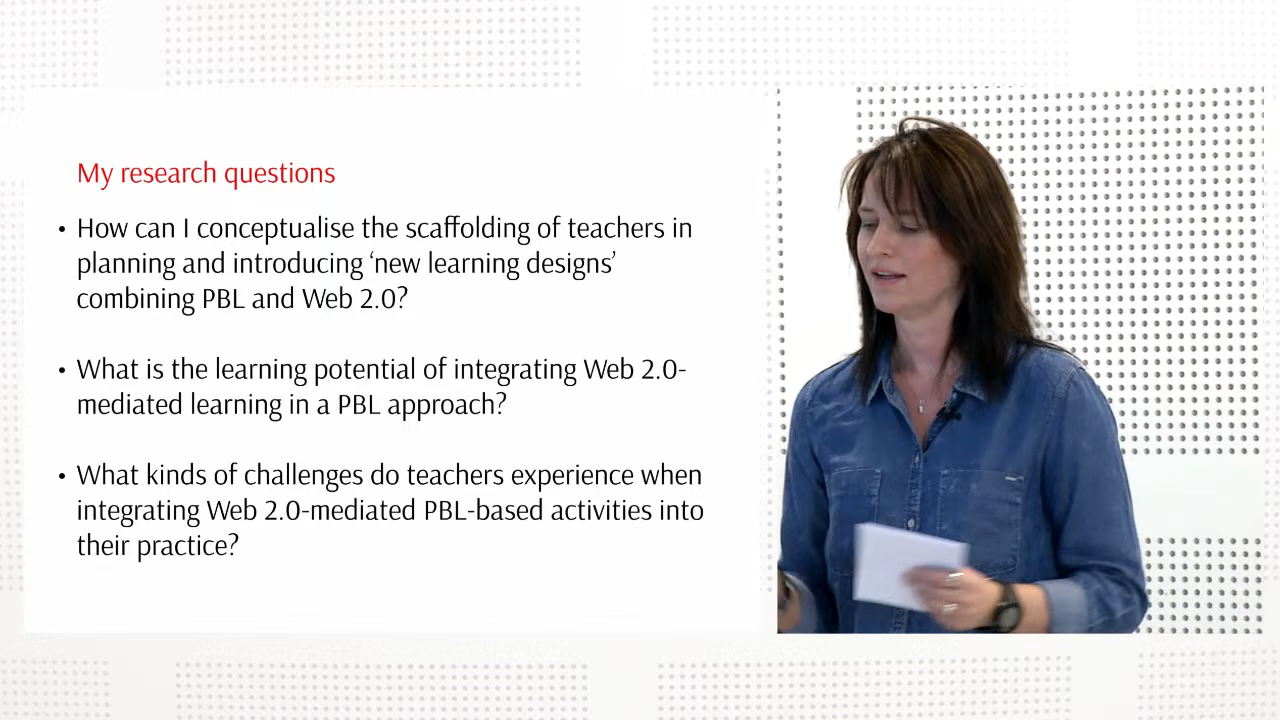 My research questions
• How can I conceptualise the scaffolding of teachers in
planning and introducing ‘new learning designs’
combining PBL and Web 2.0?
• What is the learning potential of integrating Web 2.0-
mediated learning in a PBL approach?
• What kinds of challenges do teachers experience when
integrating Web 2.0-mediated PBL-based activities into
their practice?